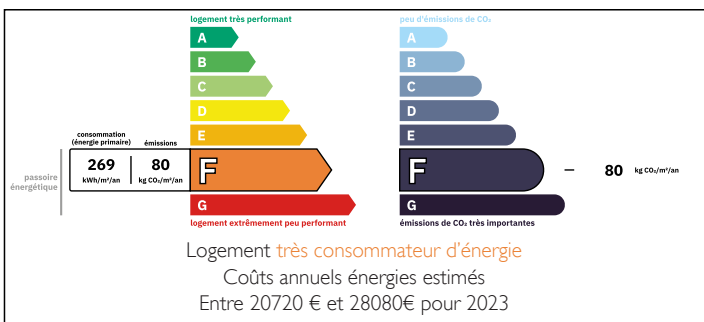 logement très performant
A
B
C
D
E
F
G
logement extrêmement peu performant
consommation
(énergie primaire)
émissions
269
kWh/m²/an
80
kg CO₂/m²/an
passoire
énergétique
peu d'émissions de CO₂
A
B
C
D
E
F
G
émissions de CO₂ très importantes
80 kg CO₂/m²/an
Logement très consommateur d'énergie
Coûts annuels énergies estimés
Entre 20720 € et 28080€ pour 2023